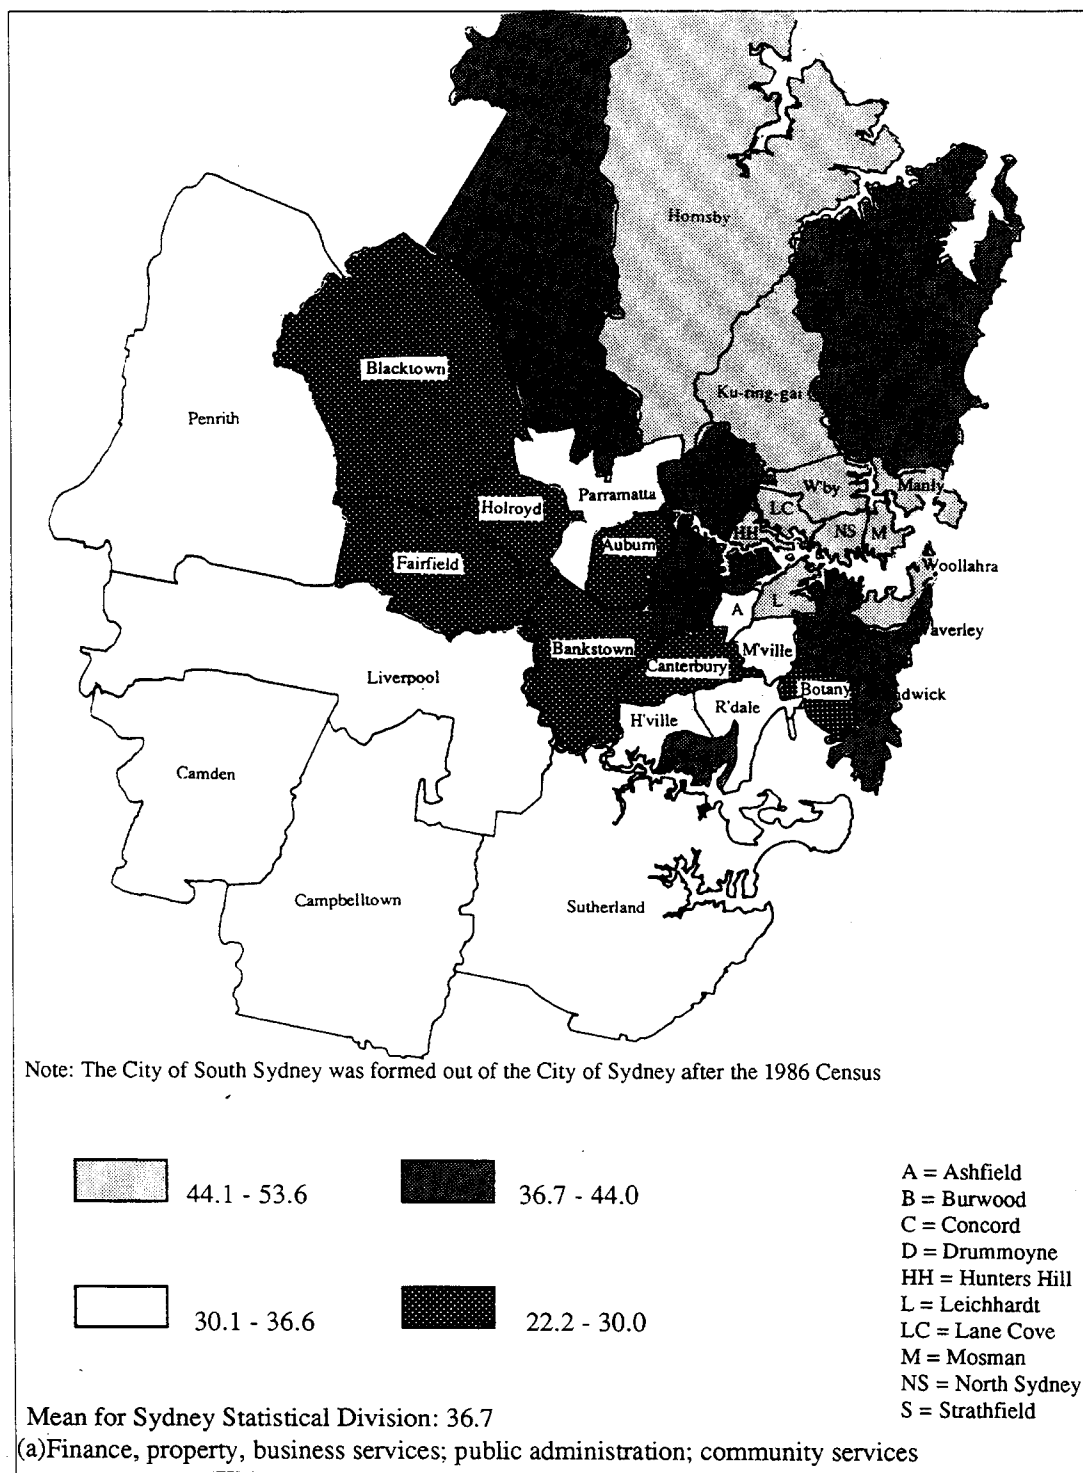 Hornsby
Ku-ring-gai
Blacktown
Penrith
Parramatta
W'by
Manly
Holroyd
LC
NS
M
HH
Auburn
Fairfield
Woollahra
A
L
averley
Bankstown
M'ville
Canterbury
Liverpool
Botany
dwick
R'dale
H'ville
Camden
Campbelltown
Sutherland
Note: The City of South Sydney was formed out of the City of Sydney after the 1986 Census
44.1 - 53.6
36.7 - 44.0
30.1 - 36.6
22.2 - 30.0
A = Ashfield
B = Burwood
C = Concord
D = Drummoyne
HH = Hunters Hill
L = Leichhardt
LC = Lane Cove
M = Mosman
NS = North Sydney
S = Strathfield
Mean for Sydney Statistical Division: 36.7
(a)Finance, property, business services; public administration; community services